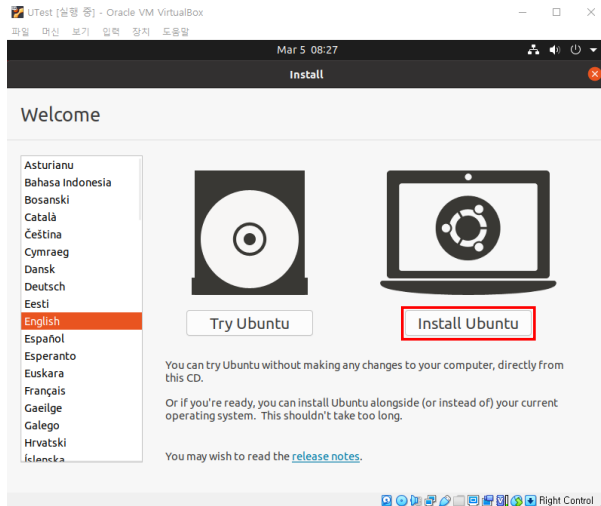 UTest [실행 중] - Oracle VM VirtualBox
파일 머신 보기 입력 장치 도움말
Mar 5 08:27
Install
Welcome
Asturianu
Bahasa Indonesia
Bosanski
Català
Čeština
Cymraeg
Dansk
Deutsch
Eesti
English
Español
Esperanto
Euskara
Français
Gaeilge
Galego
Hrvatski
Íslenska
Try Ubuntu
Install Ubuntu
You can try Ubuntu without making any changes to your computer, directly from
this CD.
Or if you're ready, you can install Ubuntu alongside (or instead of) your current
operating system. This shouldn't take too long.
You may wish to read the release notes.
Right Control